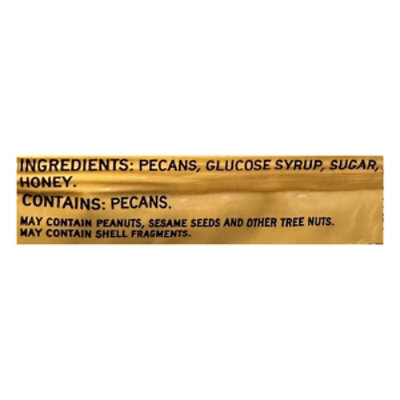 INGREDIENTS: PECANS, GLUCOSE SYRUP, SUGAR,
HONEY.
CONTAINS: PECANS.
MAY CONTAIN PEANUTS, SESAME SEEDS AND OTHER TREE NUTS.
MAY CONTAIN SHELL FRAGMENTS.